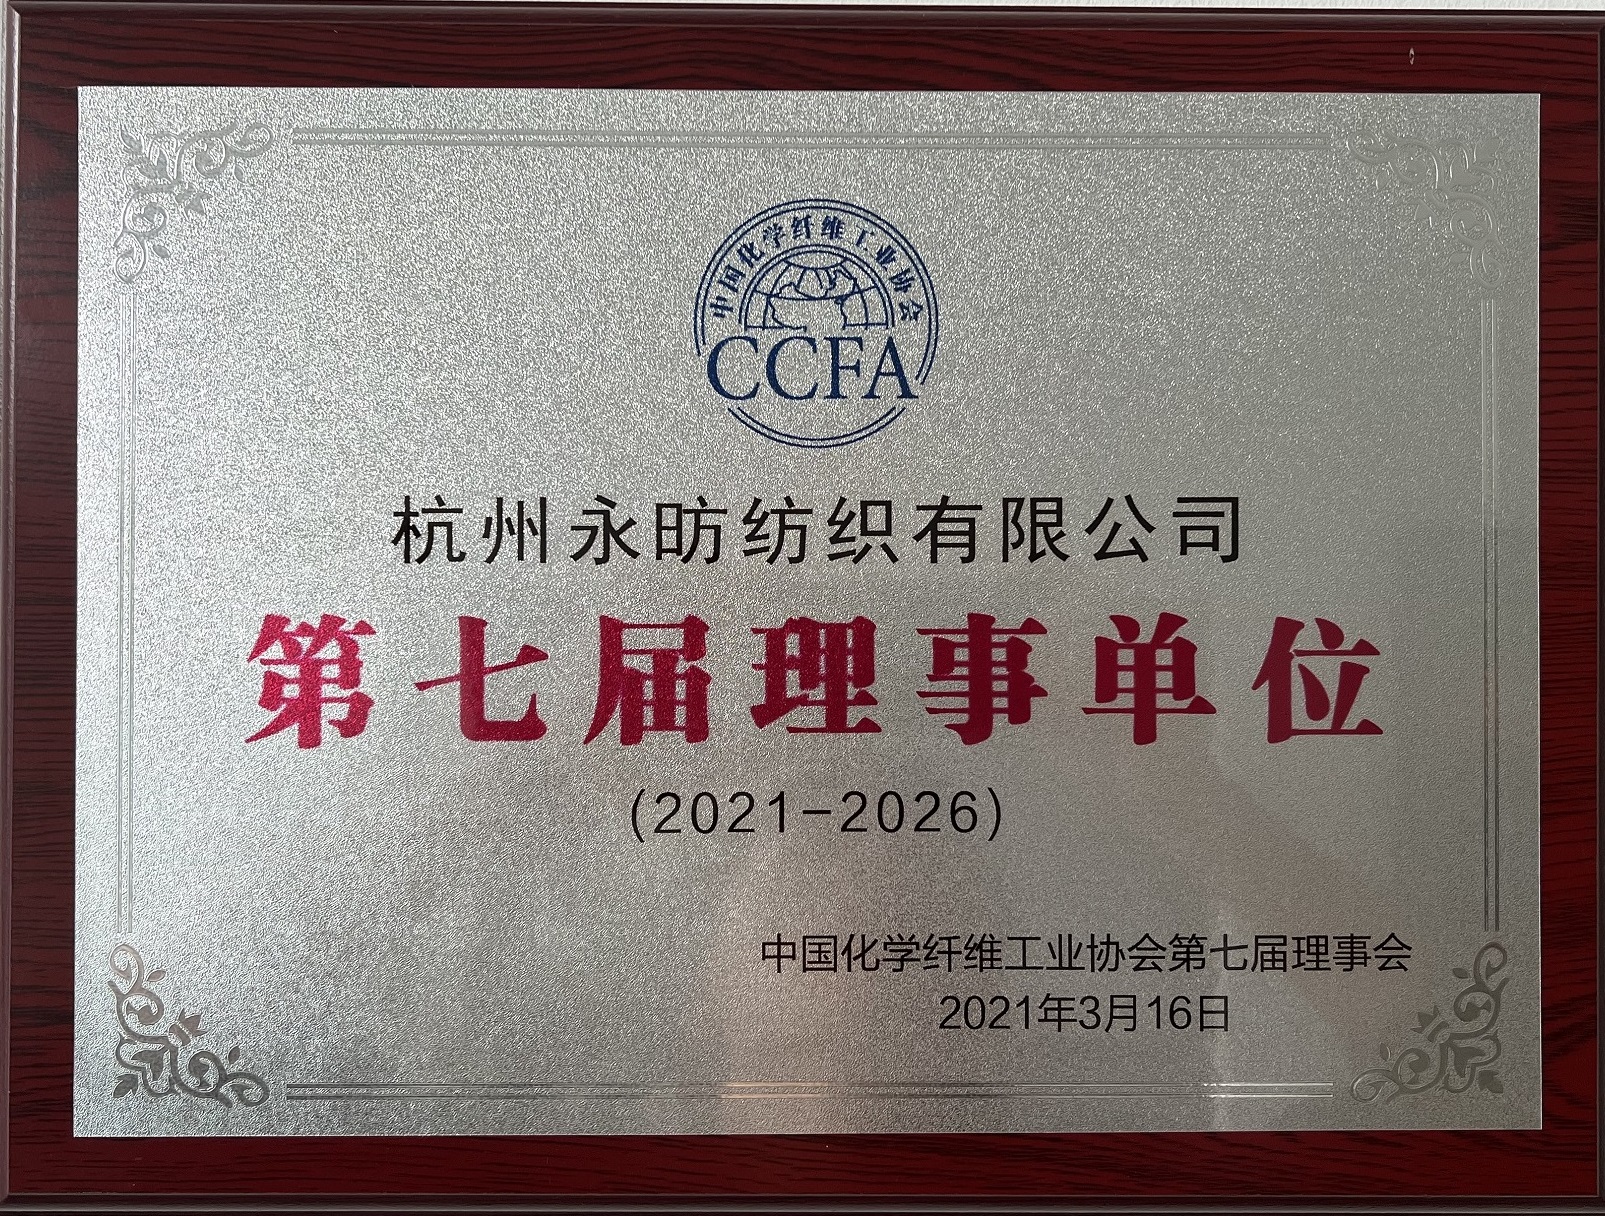 中国化学纤维工业协会
CCFA
杭州永昉纺织有限公司
第七届理事单位
(2021-2026)
中国化学纤维工业协会第七届理事会
2021年3月16日